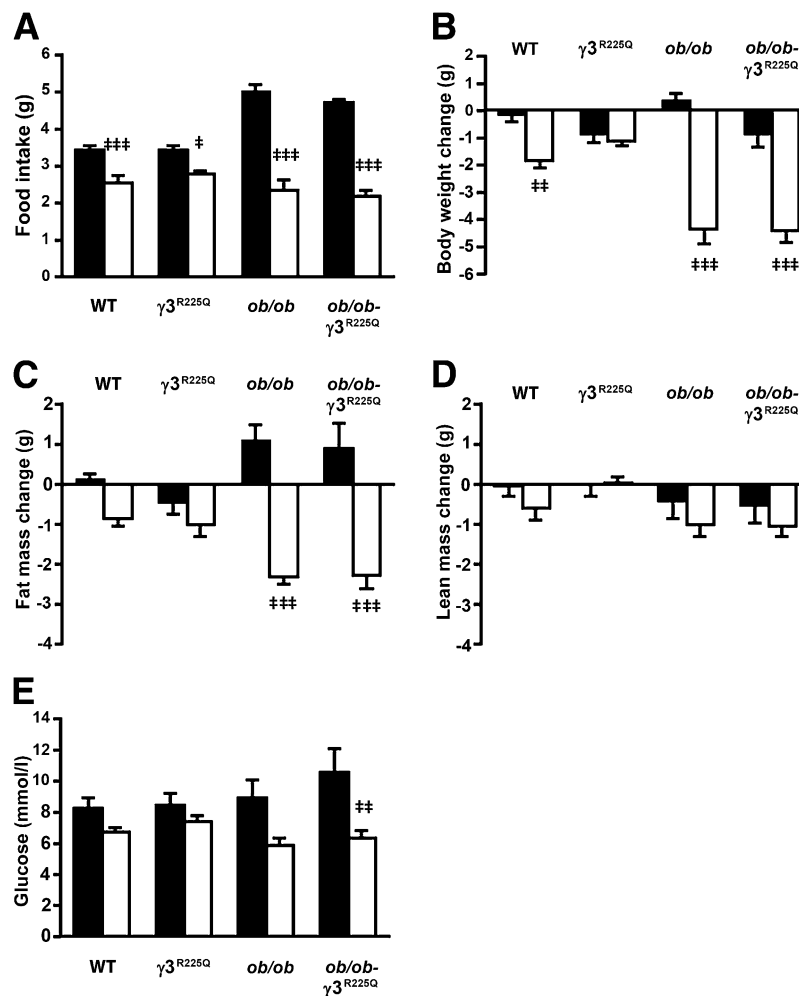 A
Food intake (g)
6
5
4
3
2
1
0
‡‡‡
‡
‡‡‡
‡‡‡
WT
γ3R225Q
ob/ob
ob/ob-
γ3R225Q
B
Body weight change (g)
WT
γ3R225Q
ob/ob
ob/ob-
γ3R225Q
2
1
0
-1
-2
-3
-4
-5
-6
‡‡
‡‡‡
‡‡‡
C
Fat mass change (g)
WT
γ3R225Q
ob/ob
ob/ob-
γ3R225Q
2
1
0
-1
-2
-3
-4
‡‡‡
‡‡‡
D
Lean mass change (g)
WT
γ3R225Q
ob/ob
ob/ob-
γ3R225Q
2
1
0
-1
-2
-3
-4
E
Glucose (mmol/l)
14
12
10
8
6
4
2
0
‡‡
WT
γ3R225Q
ob/ob
ob/ob-
γ3R225Q